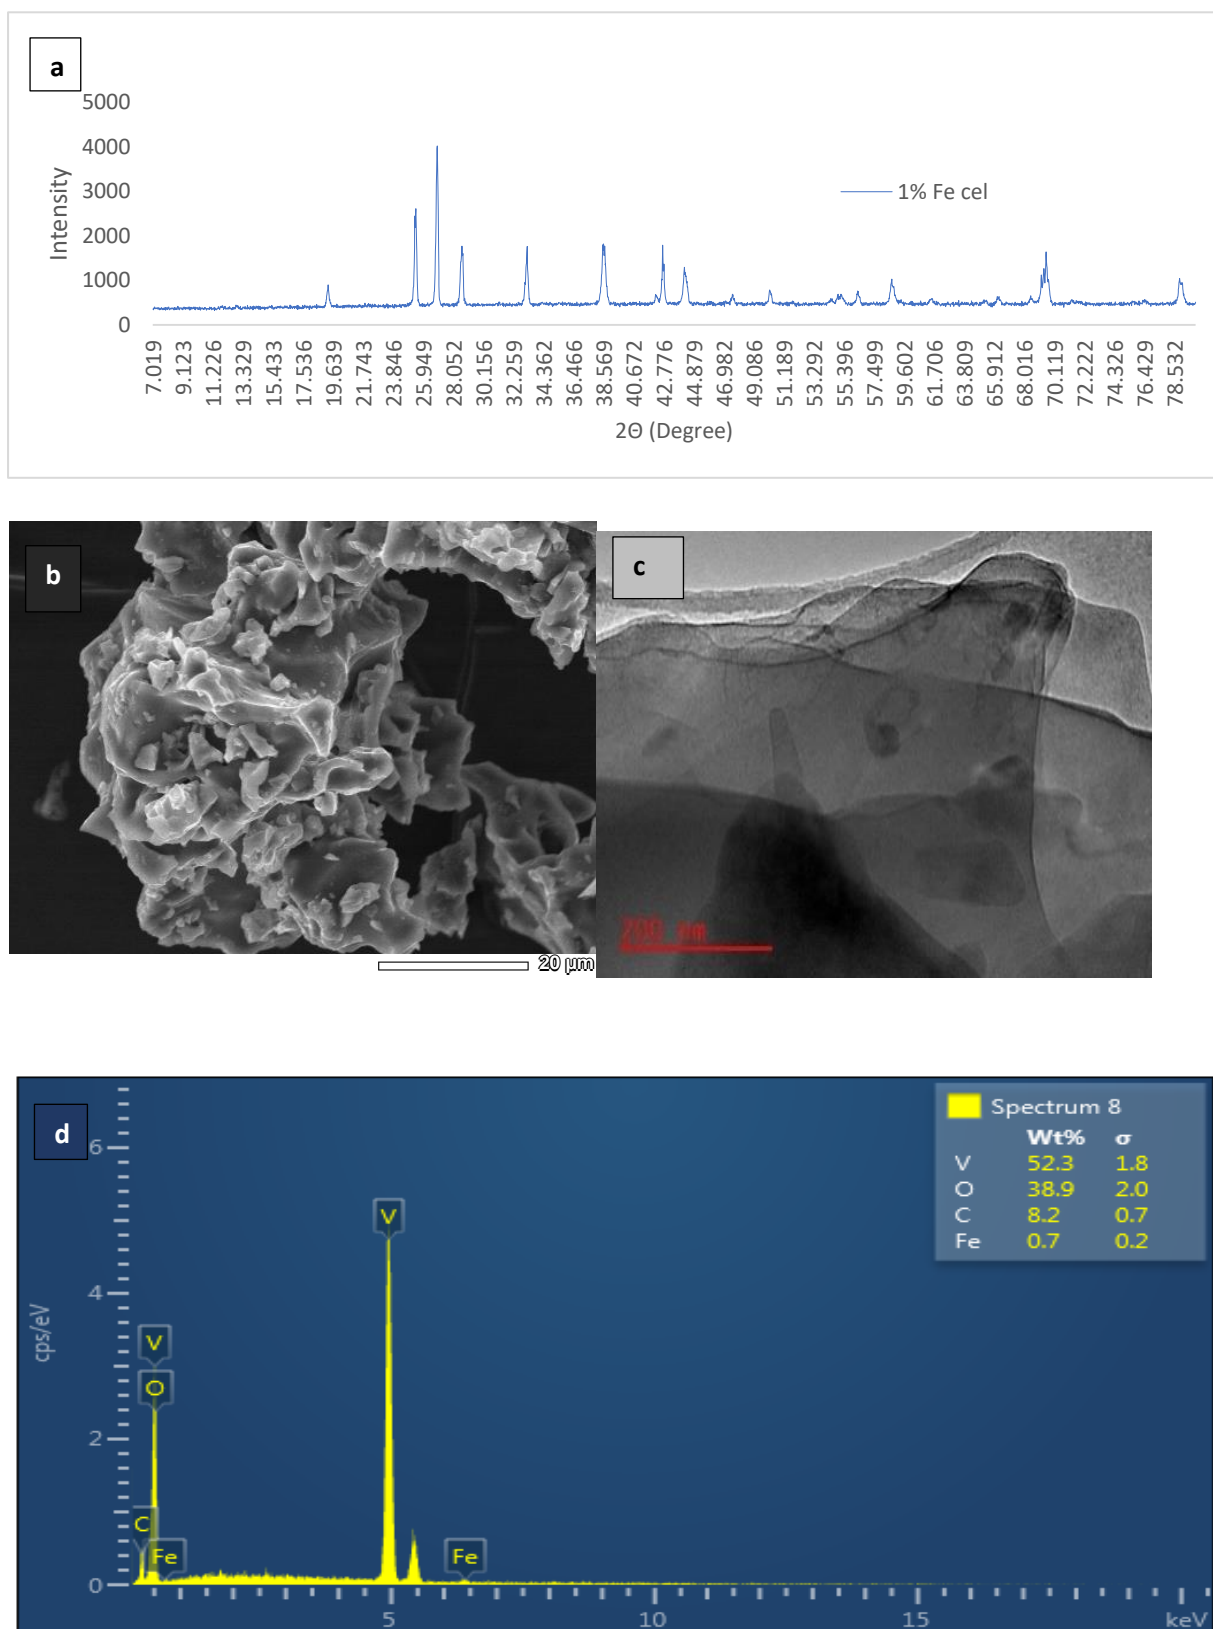 a
5000
4000
3000
2000
1000
0
Intensity
1% Fe cel
7.019 9.123 11.226 13.329 15.433 17.536 19.639 21.743 23.846 25.949 28.052 30.156 32.259 34.362 36.466 38.569 40.672 42.776 44.879 46.982 49.086 51.189 53.292 55.396 57.499 59.602 61.706 63.809 65.912 68.016 70.119 72.222 74.326 76.429 78.532
2Θ (Degree)
b
20 µm
c
200 nm
d
6
4
2
0
cps/eV
V
O
C
Fe
V
Fe
5 10 15 keV
Spectrum 8
Wt% σ
V 52.3 1.8
O 38.9 2.0
C 8.2 0.7
Fe 0.7 0.2